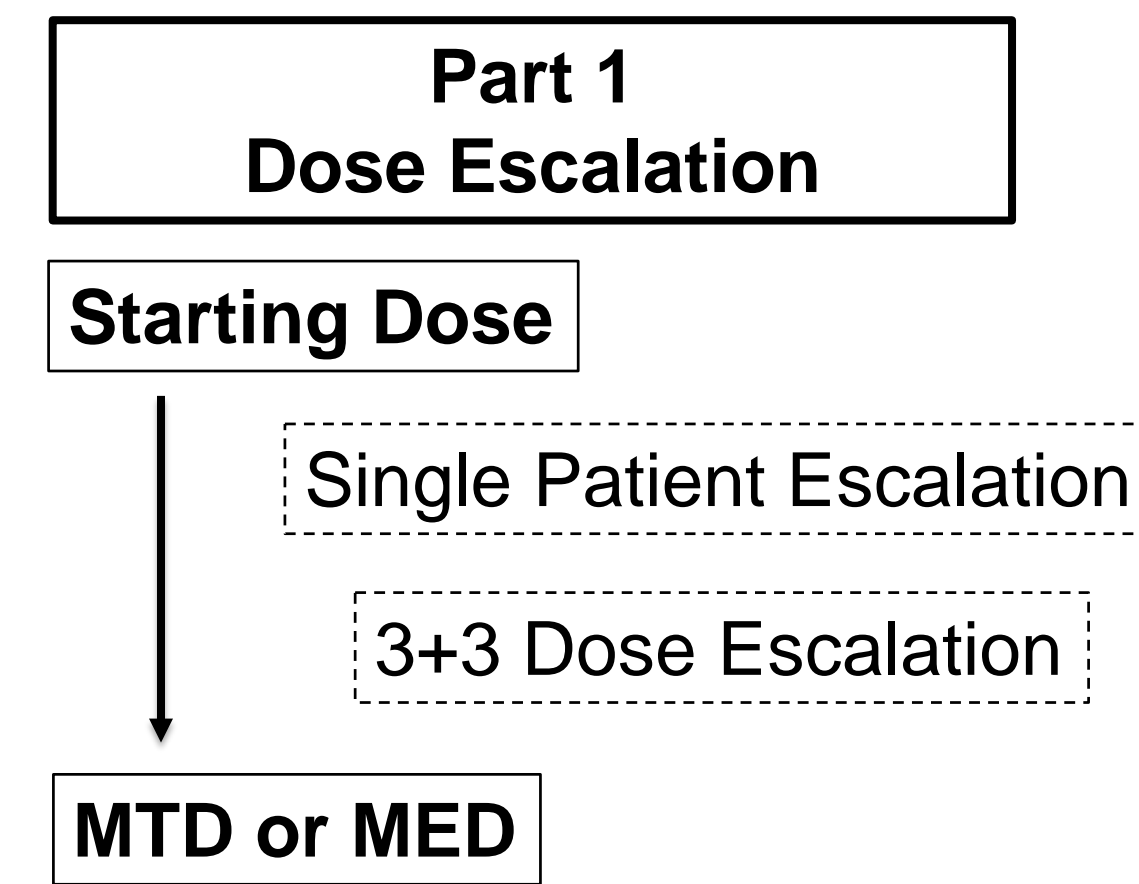 Part 1
Dose Escalation
Starting Dose
Single Patient Escalation
3+3 Dose Escalation
MTD or MED